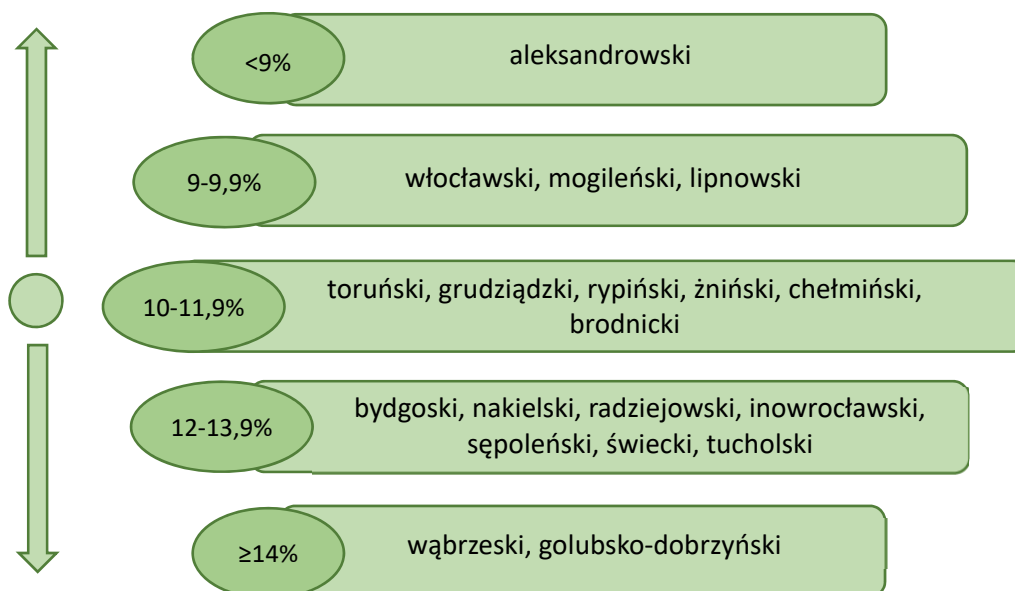 <9%
aleksandrowski
9-9,9%
włocławski, mogileński, lipnowski
10-11,9%
toruński, grudziądzki, rypiński, żniński, chełmiński,
brodnicki
12-13,9%
bydgoski, nakielski, radziejowski, inowrocławski,
sępoleński, świecki, tucholski
≥14%
wąbrzeski, golubsko-dobrzyński